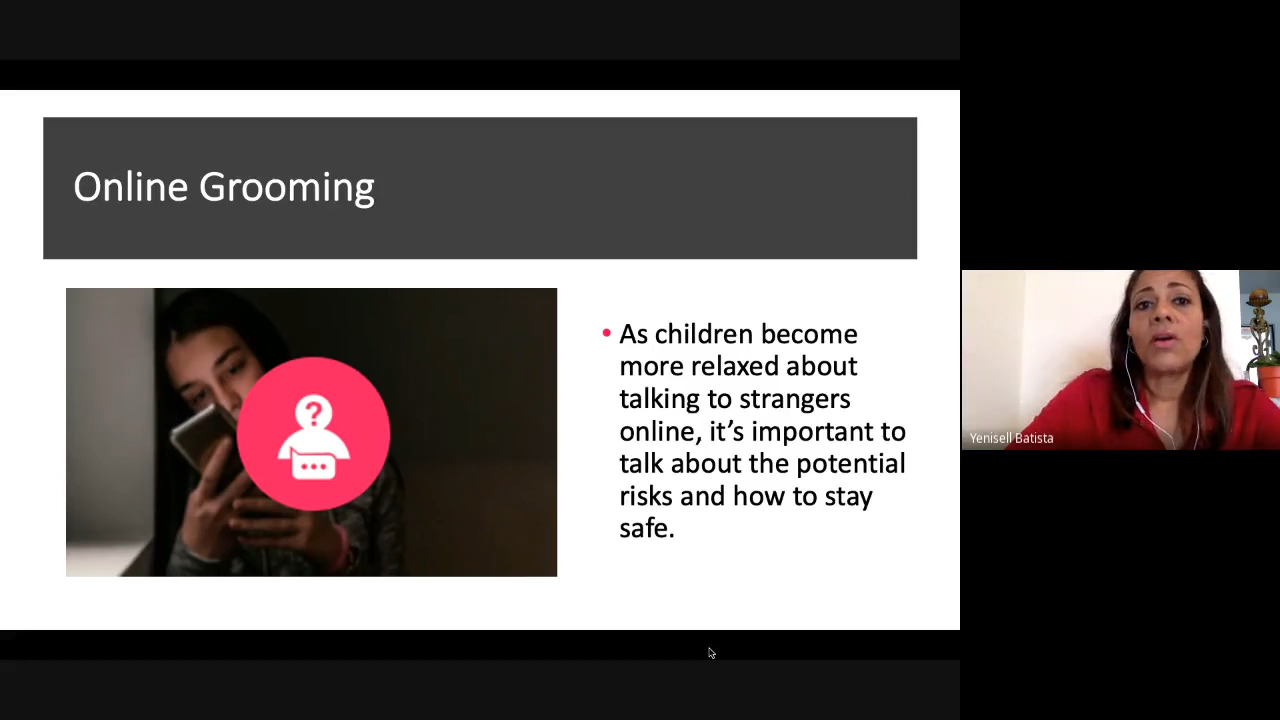 Online Grooming
• As children become
more relaxed about
talking to strangers
online, it’s important to
talk about the potential
risks and how to stay
safe.
?
Yenisell Batista